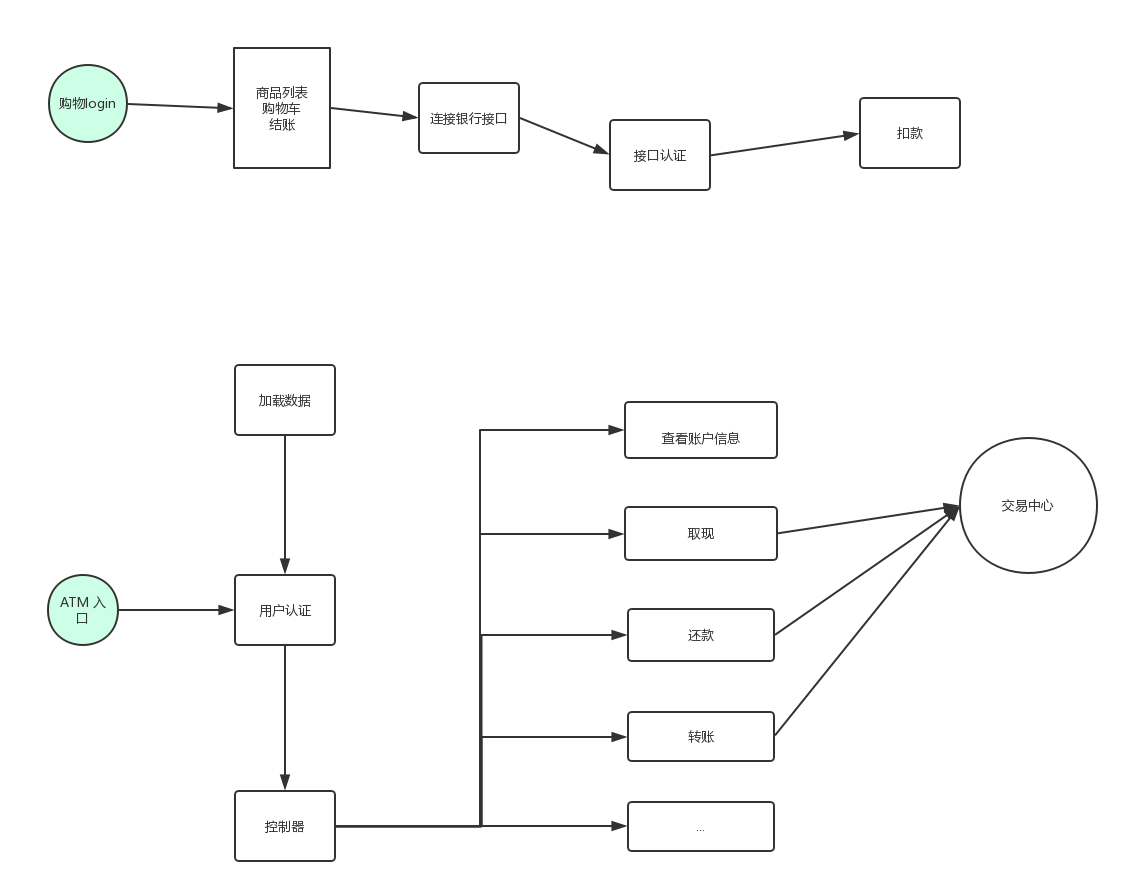 购物login
商品列表
购物车
结账
连接银行接口
接口认证
扣款
加载数据
查看账户信息
交易中心
取现
ATM 入
口
用户认证
还款
转账
控制器
...